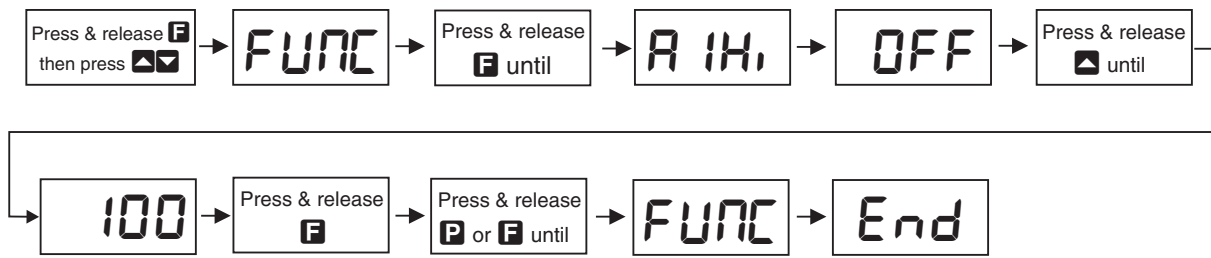 Press & release F
then press ▲▼
FUNC
Press & release
F until
A1Hi
OFF
Press & release
▲ until
100
Press & release
F
Press & release
P or F until
FUNC
End